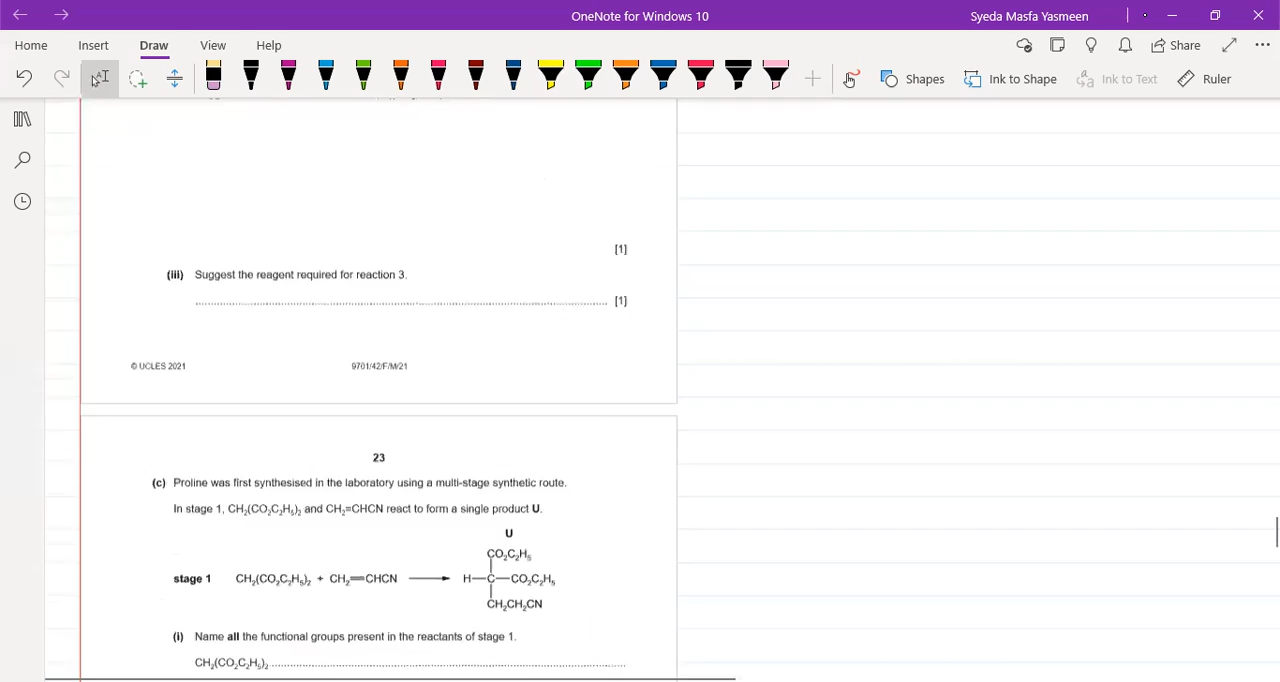 OneNote for Windows 10
Syeda Masfa Yasmeen
Home Insert Draw View Help
Share
Shapes Ink to Shape Ink to Text Ruler
[1]
(iii) Suggest the reagent required for reaction 3.
[1]
© UCLES 2021 9701/42/F/M/21
23
(c) Proline was first synthesised in the laboratory using a multi-stage synthetic route.
In stage 1, CH₂(CO₂C₂H₅)₂ and CH₂=CHCN react to form a single product U.
U
CO₂C₂H₅
stage 1 CH₂(CO₂C₂H₅)₂ + CH₂=CHCN → H—C—CO₂C₂H₅
CH₂CH₂CN
(i) Name all the functional groups present in the reactants of stage 1.
CH₂(CO₂C₂H₅)₂